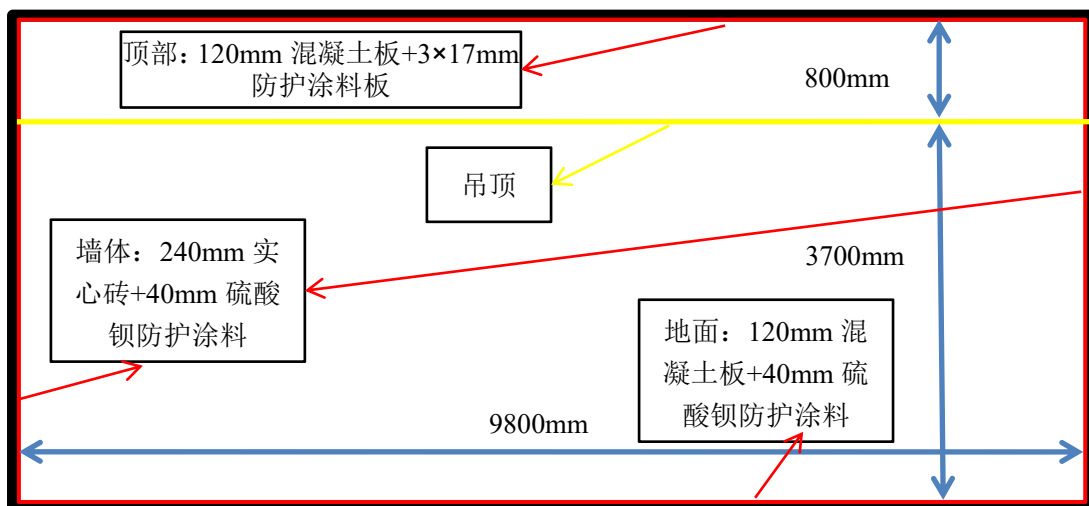 顶部：120mm 混凝土板+3×17mm
防护涂料板
800mm
吊顶
墙体：240mm 实
心砖+40mm 硫酸
钡防护涂料
3700mm
地面：120mm 混
凝土板+40mm 硫
酸钡防护涂料
9800mm